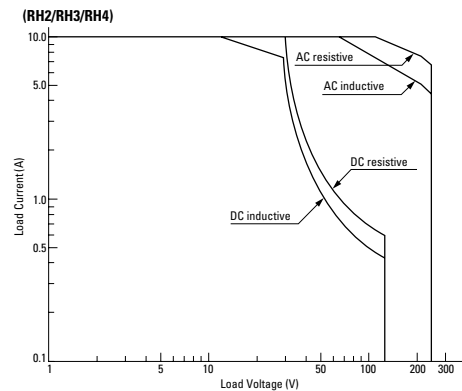 (RH2/RH3/RH4)
10.0
5.0
1.0
0.5
0.1
Load Current (A)
AC resistive
AC inductive
DC resistive
DC inductive
1 5 10 50 100 200 300
Load Voltage (V)